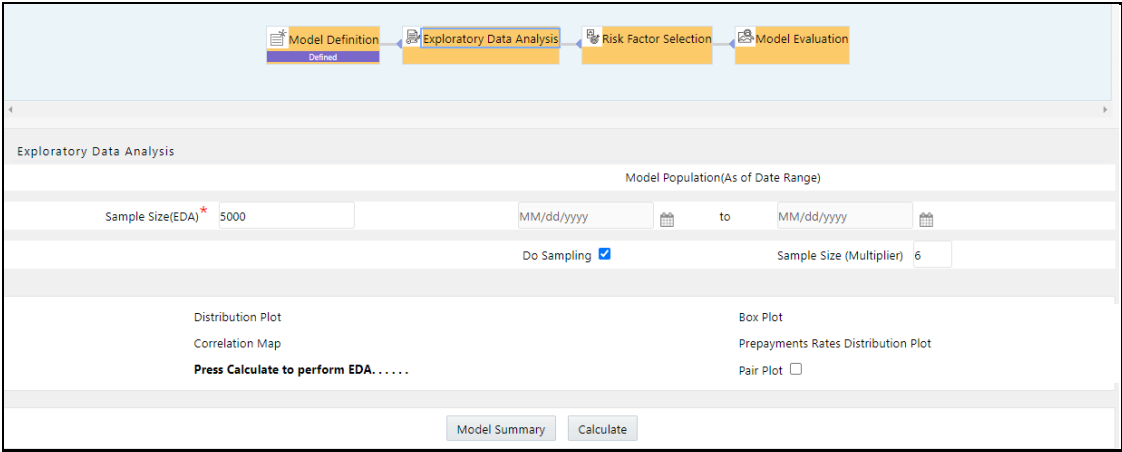 Model Definition
Defined
Exploratory Data Analysis
Risk Factor Selection
Model Evaluation
Exploratory Data Analysis
Model Population(As of Date Range)
Sample Size(EDA)* 5000 MM/dd/yyyy to MM/dd/yyyy
Do Sampling Sample Size (Multiplier) 6
Distribution Plot Box Plot
Correlation Map Prepayments Rates Distribution Plot
Press Calculate to perform EDA. . . . . . Pair Plot
Model Summary Calculate